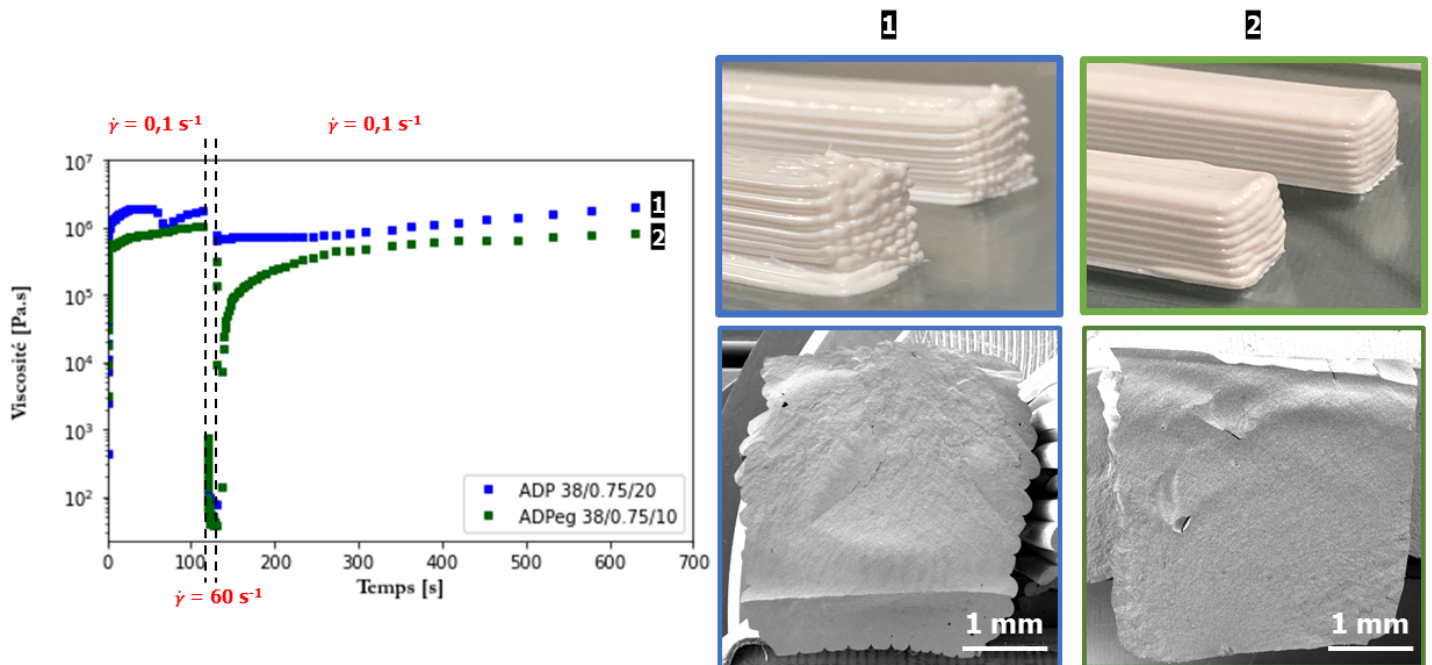 1
2
γ̇ = 0,1 s⁻¹
γ̇ = 0,1 s⁻¹
10⁷
10⁶
10⁵
10⁴
10³
10²
Viscosité [Pa.s]
1
2
ADP 38/0.75/20
ADPeg 38/0.75/10
0
100
200
300
400
500
600
700
Temps [s]
γ̇ = 60 s⁻¹
1 mm
1 mm